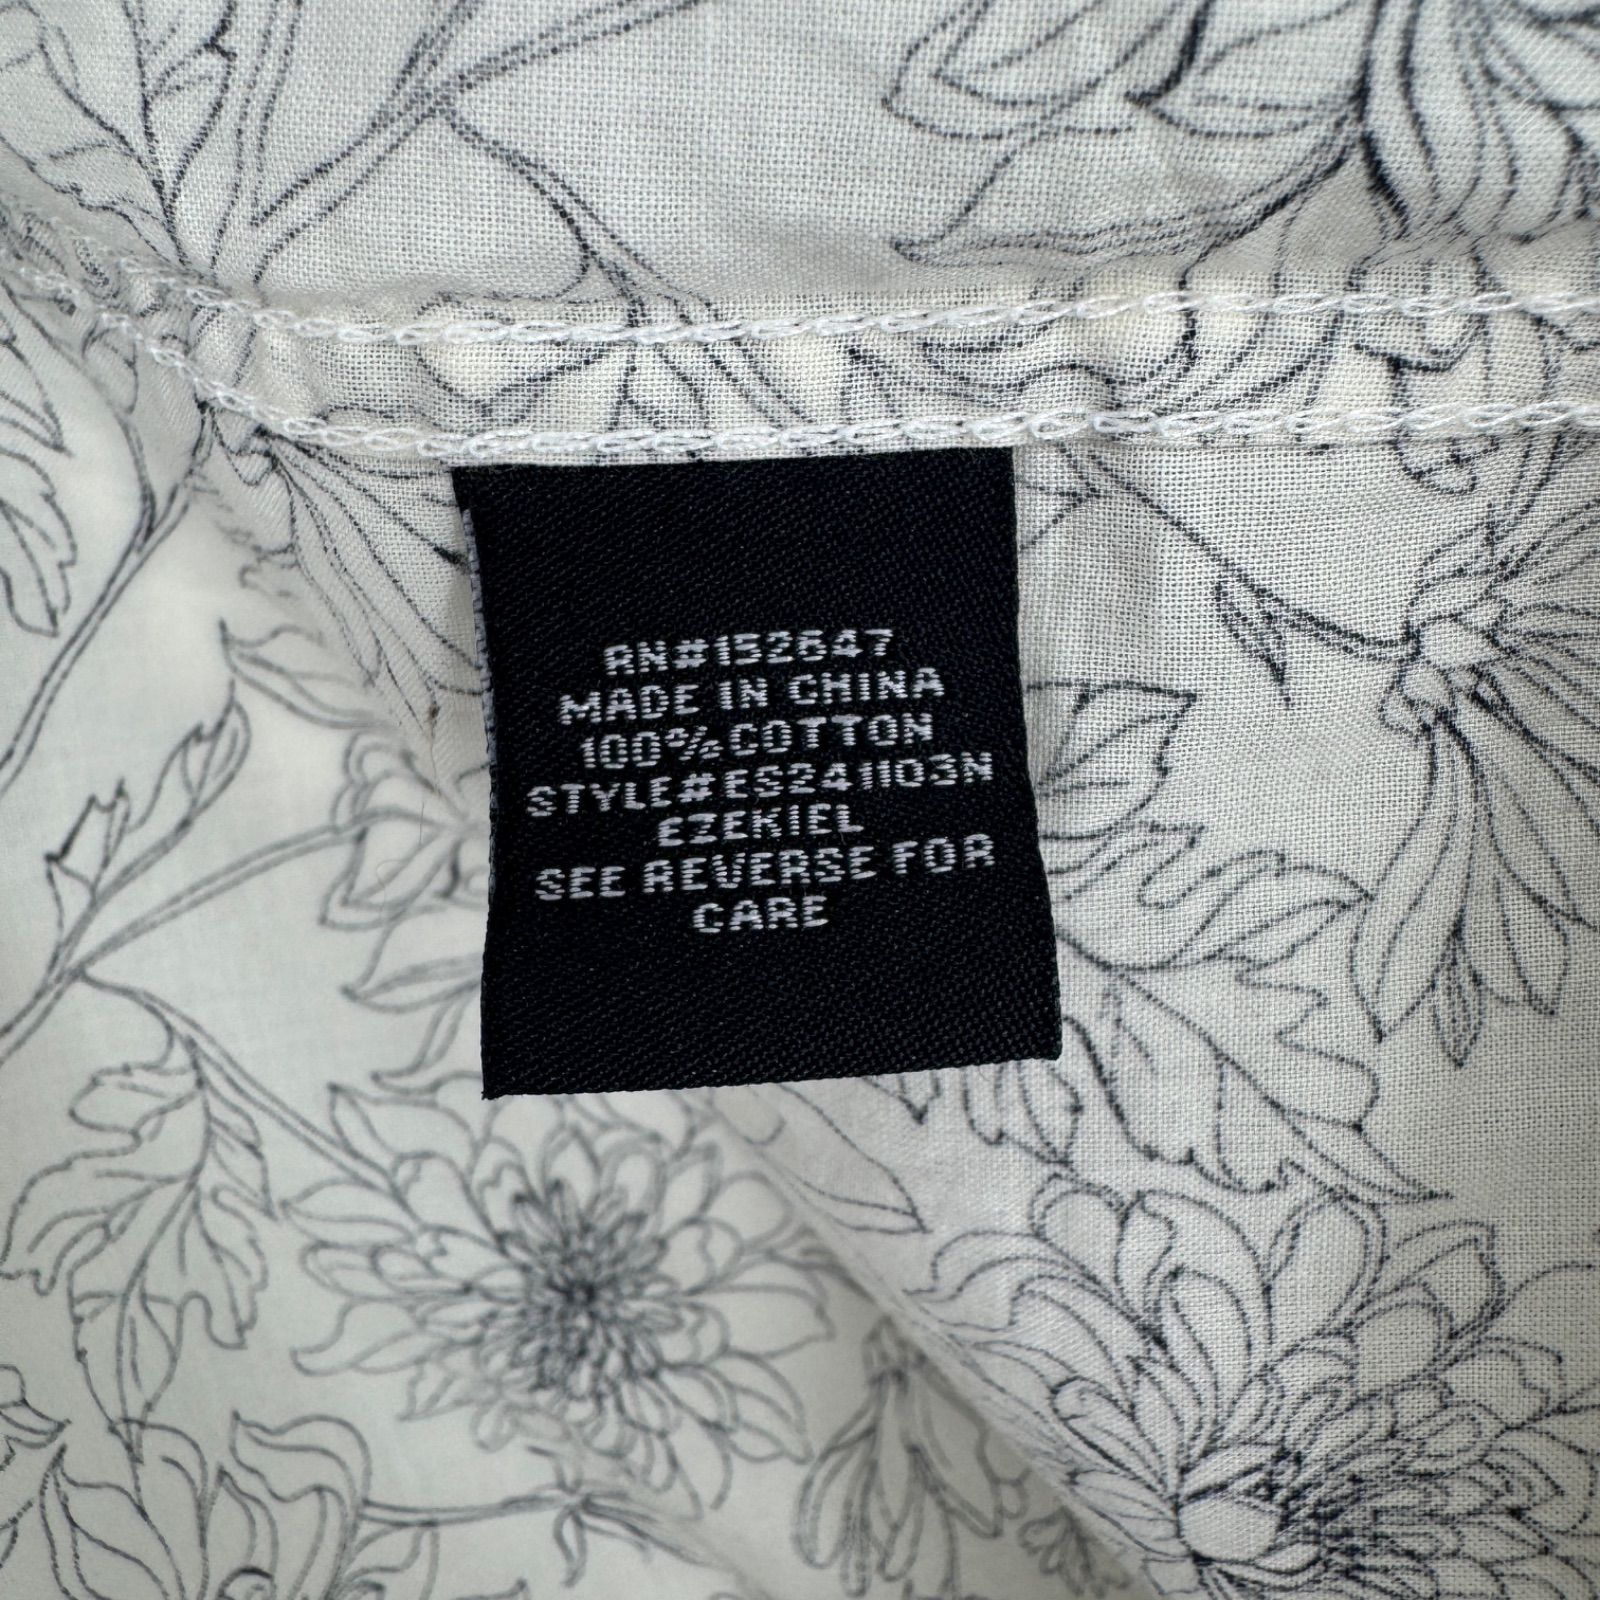 RN#152647
MADE IN CHINA
100% COTTON
STYLE#ES241103N
EZEKIEL
SEE REVERSE FOR
CARE